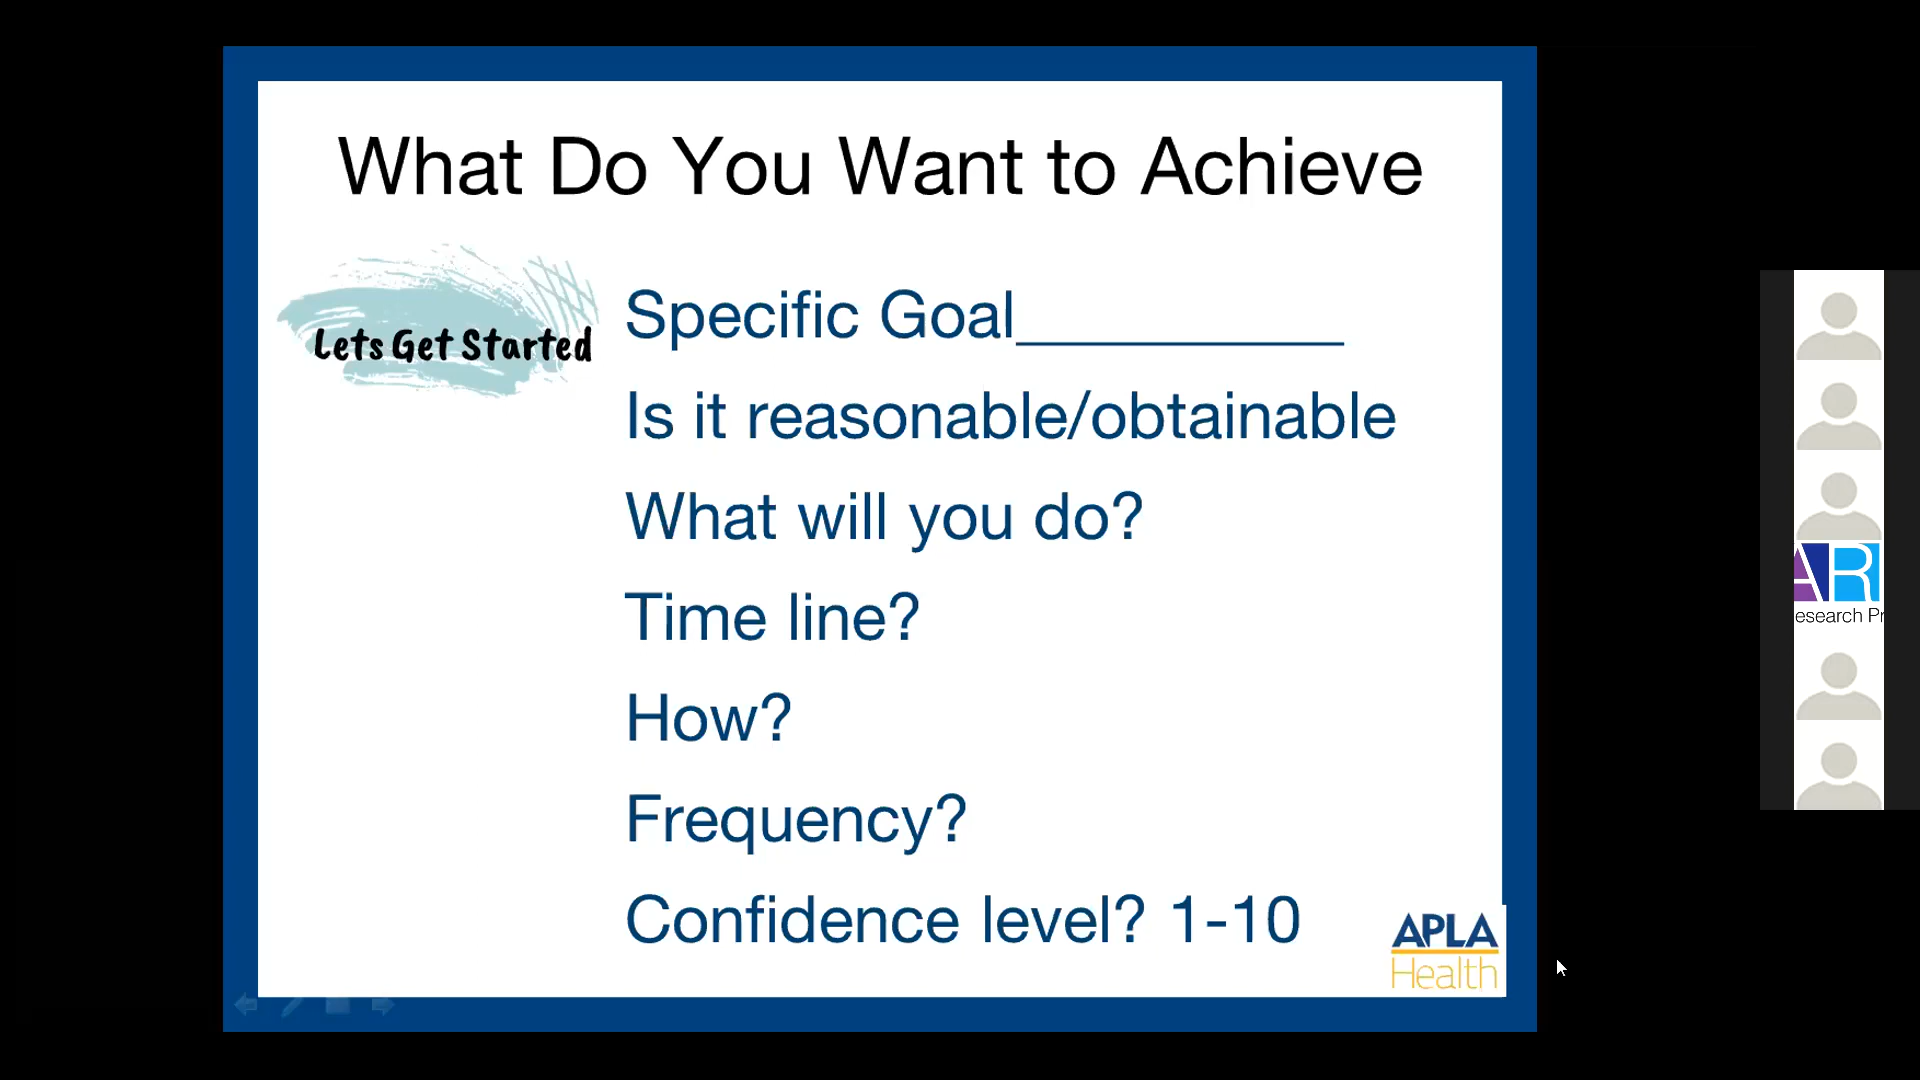 What Do You Want to Achieve
Lets Get Started
Specific Goal__________
Is it reasonable/obtainable
What will you do?
Time line?
How?
Frequency?
Confidence level? 1-10
APLA
Health
AR
esearch Pr